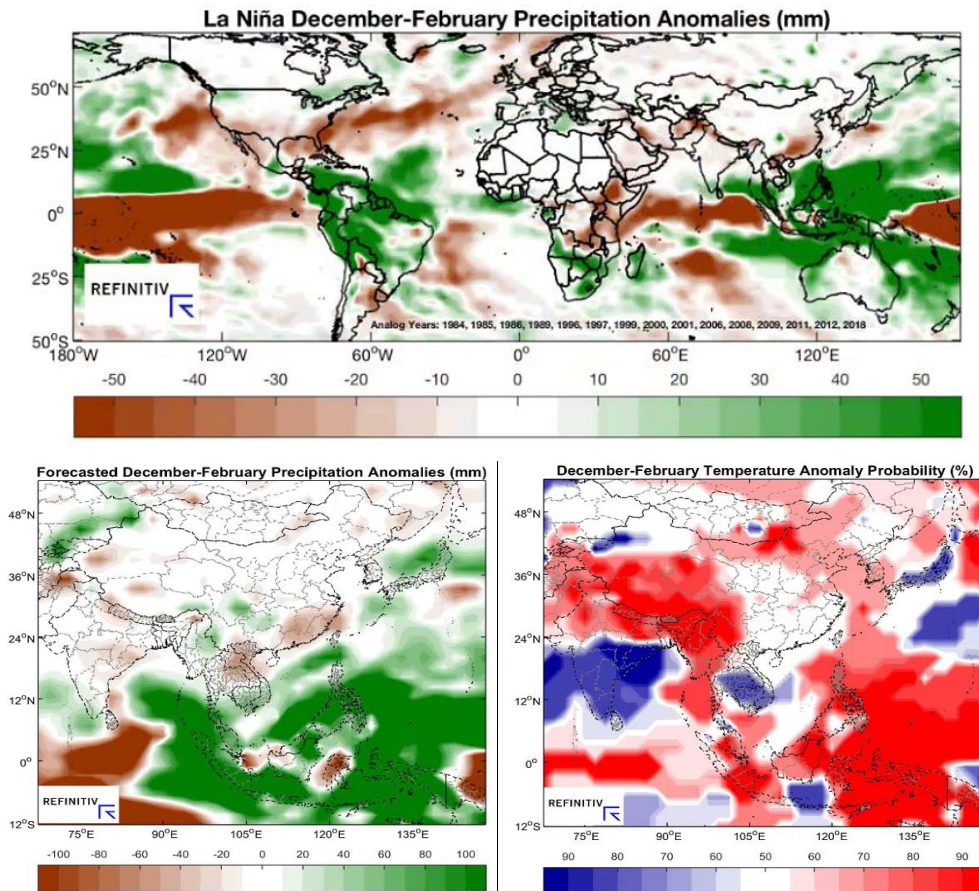 La Niña December-February Precipitation Anomalies (mm)
50°N
25°N
0°
25°S
50°S
REFINITIV
Analog Years: 1984, 1985, 1986, 1989, 1996, 1997, 1999, 2000, 2001, 2006, 2008, 2009, 2011, 2012, 2018
180°W 120°W 60°W 0° 60°E 120°E
-50 -40 -30 -20 -10 0 10 20 30 40 50
Forecasted December-February Precipitation Anomalies (mm)
48°N
36°N
24°N
12°N
0°
12°S
REFINITIV
75°E 90°E 105°E 120°E 135°E
-100 -80 -60 -40 -20 0 20 40 60 80 100
December-February Temperature Anomaly Probability (%)
48°N
36°N
24°N
12°N
0°
12°S
REFINITIV
75°E 90°E 105°E 120°E 135°E
90 80 70 60 50 60 70 80 90